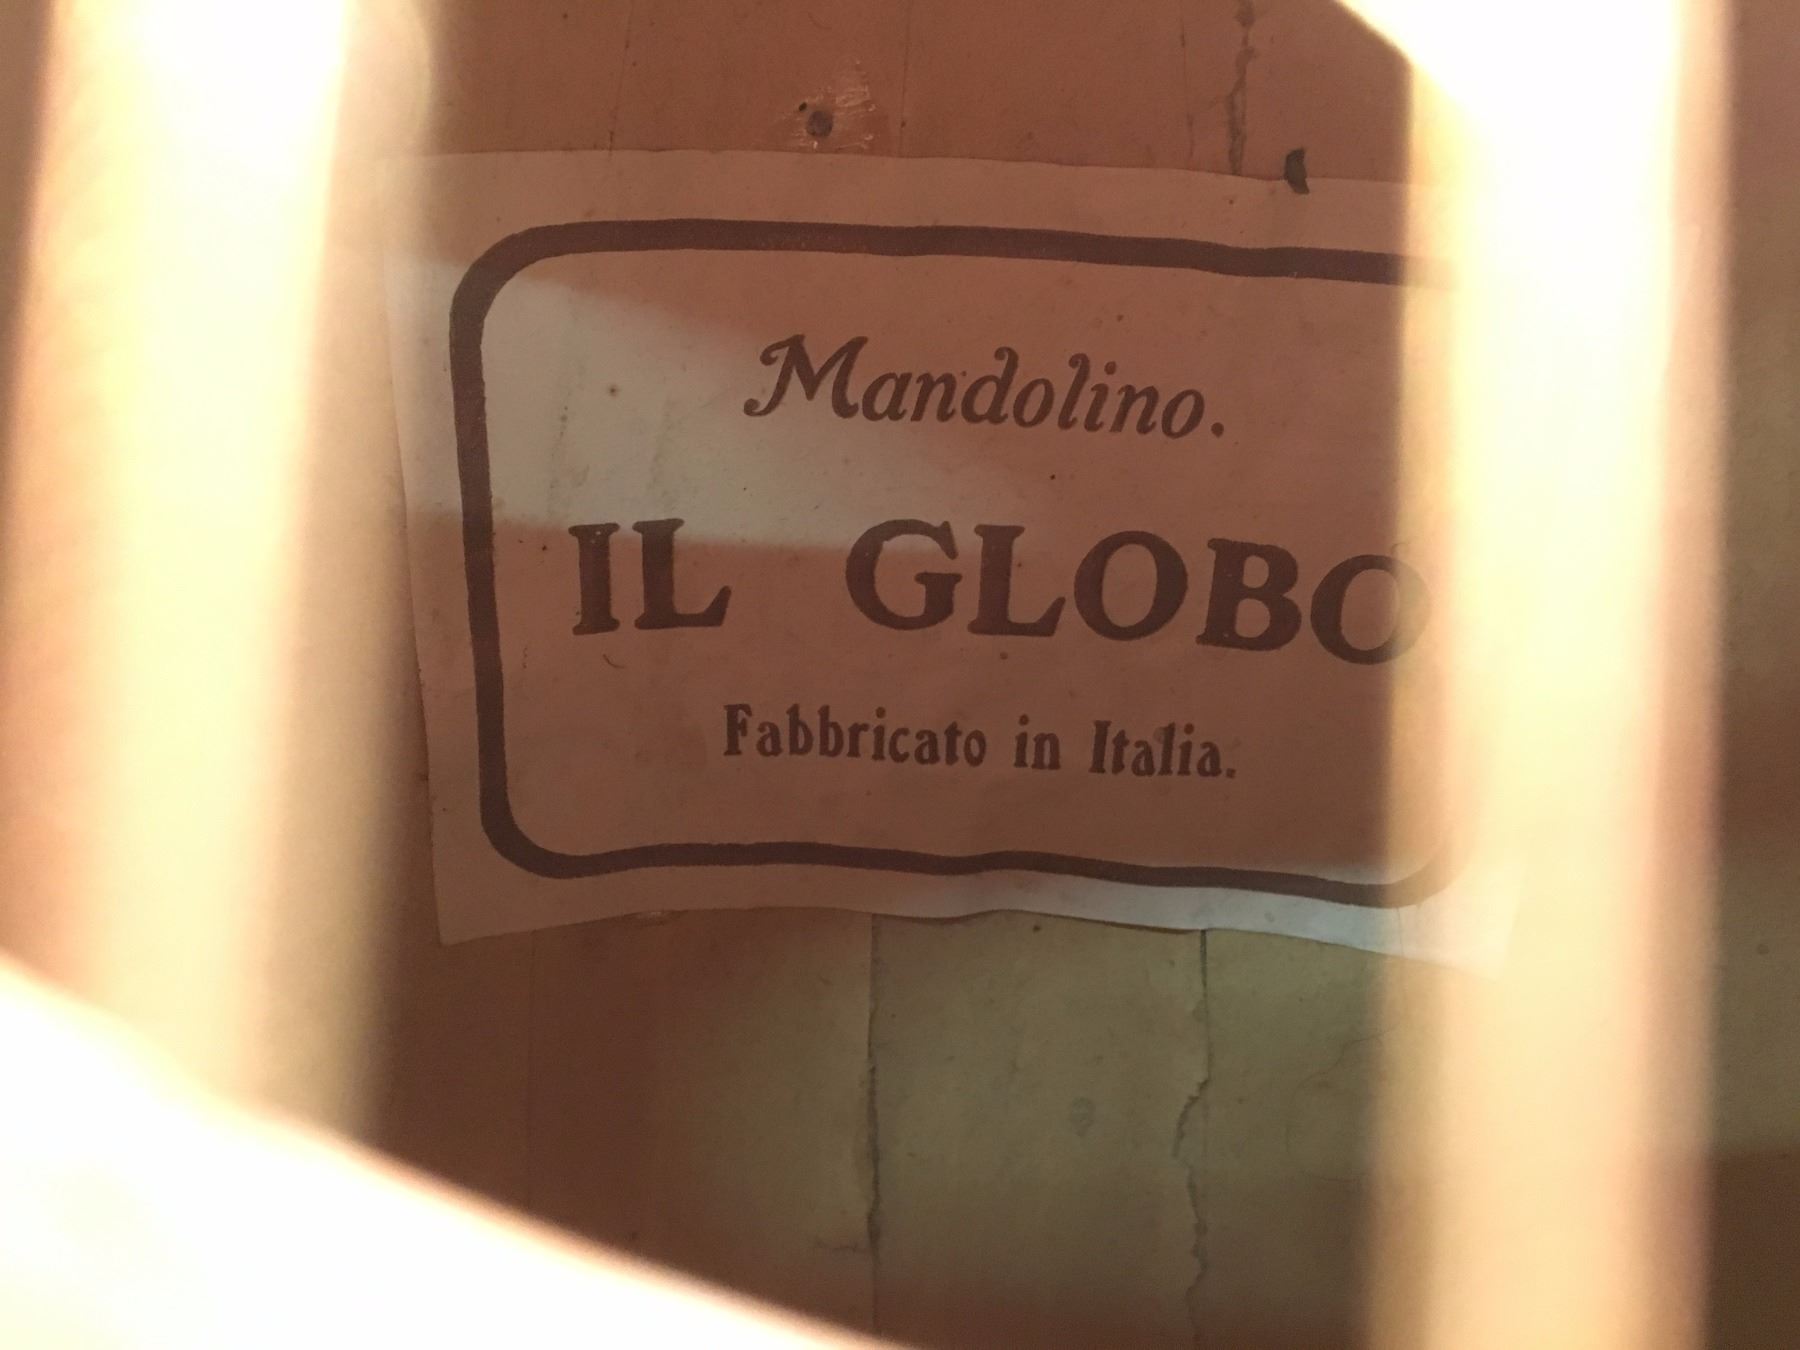 Mandolino.
IL GLOBO
Fabbricato in Italia.